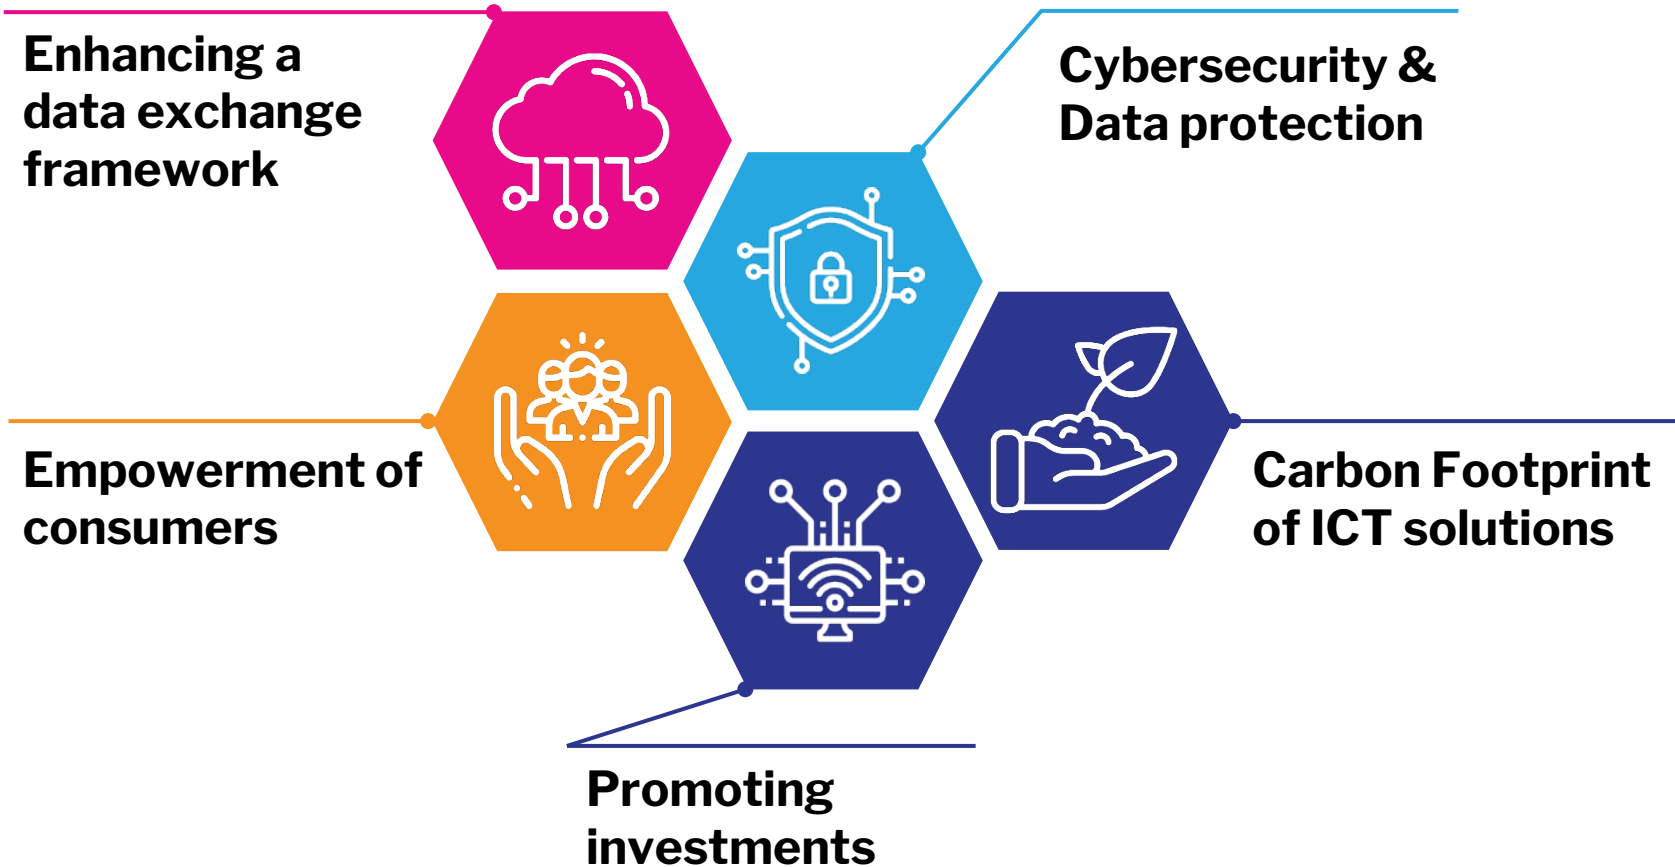 Enhancing a
data exchange
framework
Cybersecurity &
Data protection
Empowerment of
consumers
Carbon Footprint
of ICT solutions
Promoting
investments